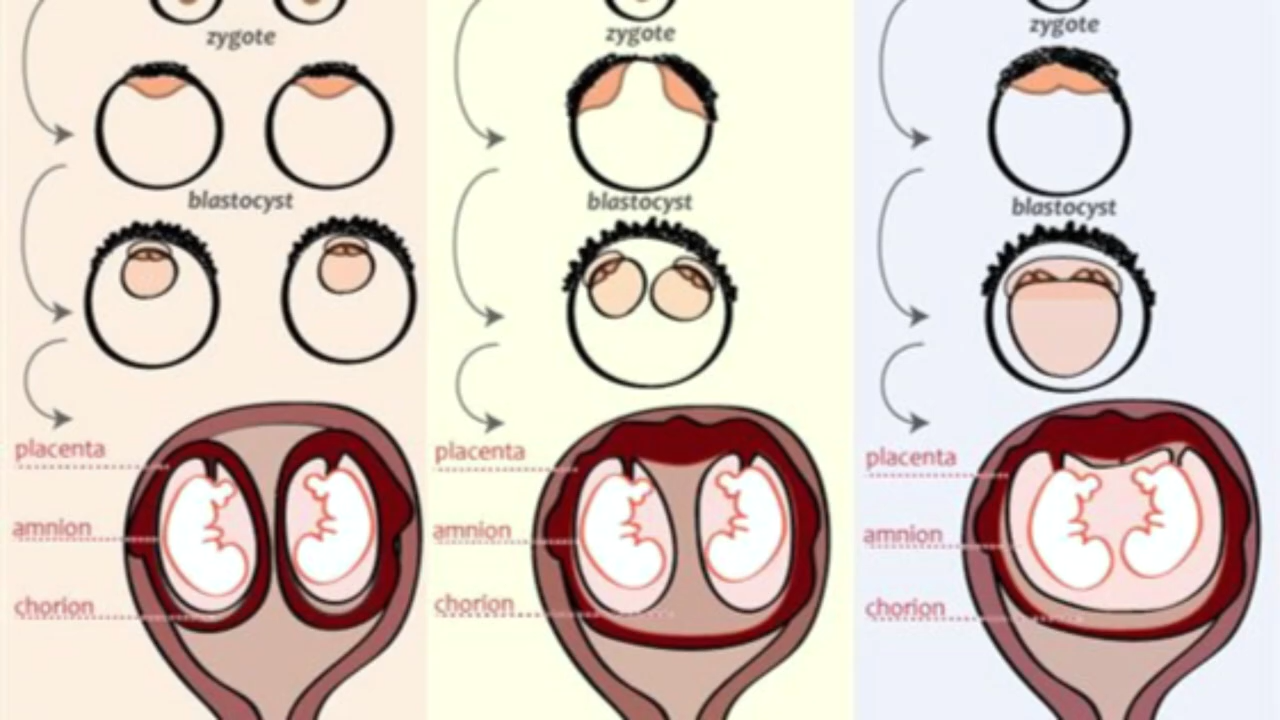 zygote
blastocyst
placenta
amnion
chorion
zygote
blastocyst
placenta
amnion
chorion
zygote
blastocyst
placenta
amnion
chorion